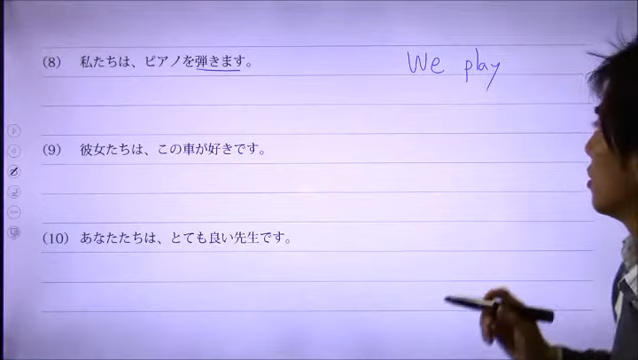 (8) 私たちは、ピアノを弾きます。 We play
(9) 彼女たちは、この車が好きです。
(10) あなたたちは、とても良い先生です。